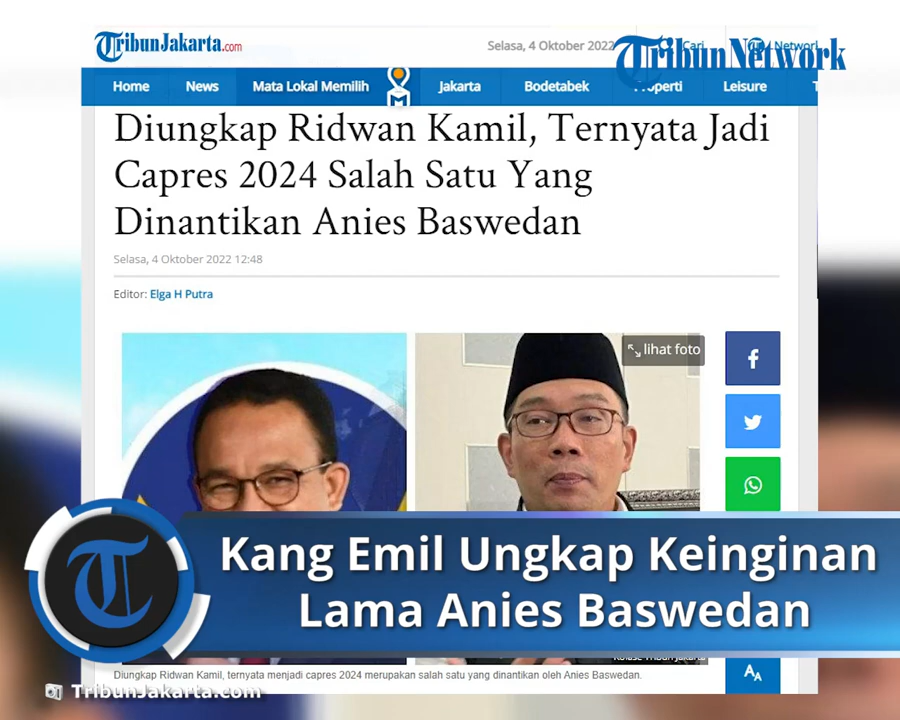 TribunJakarta.com
Selasa, 4 Oktober 2022
Cari
Network
TribunNetwork
Home News Mata Lokal Memilih M Jakarta Bodetabek Properti Leisure T
Diungkap Ridwan Kamil, Ternyata Jadi
Capres 2024 Salah Satu Yang
Dinantikan Anies Baswedan
Selasa, 4 Oktober 2022 12:48
Editor: Elga H Putra
lihat foto
Kang Emil Ungkap Keinginan
Lama Anies Baswedan
T
Kolase Tribun Jakarta
Diungkap Ridwan Kamil, ternyata menjadi capres 2024 merupakan salah satu yang dinantikan oleh Anies Baswedan.
AA
TribunJakarta.com